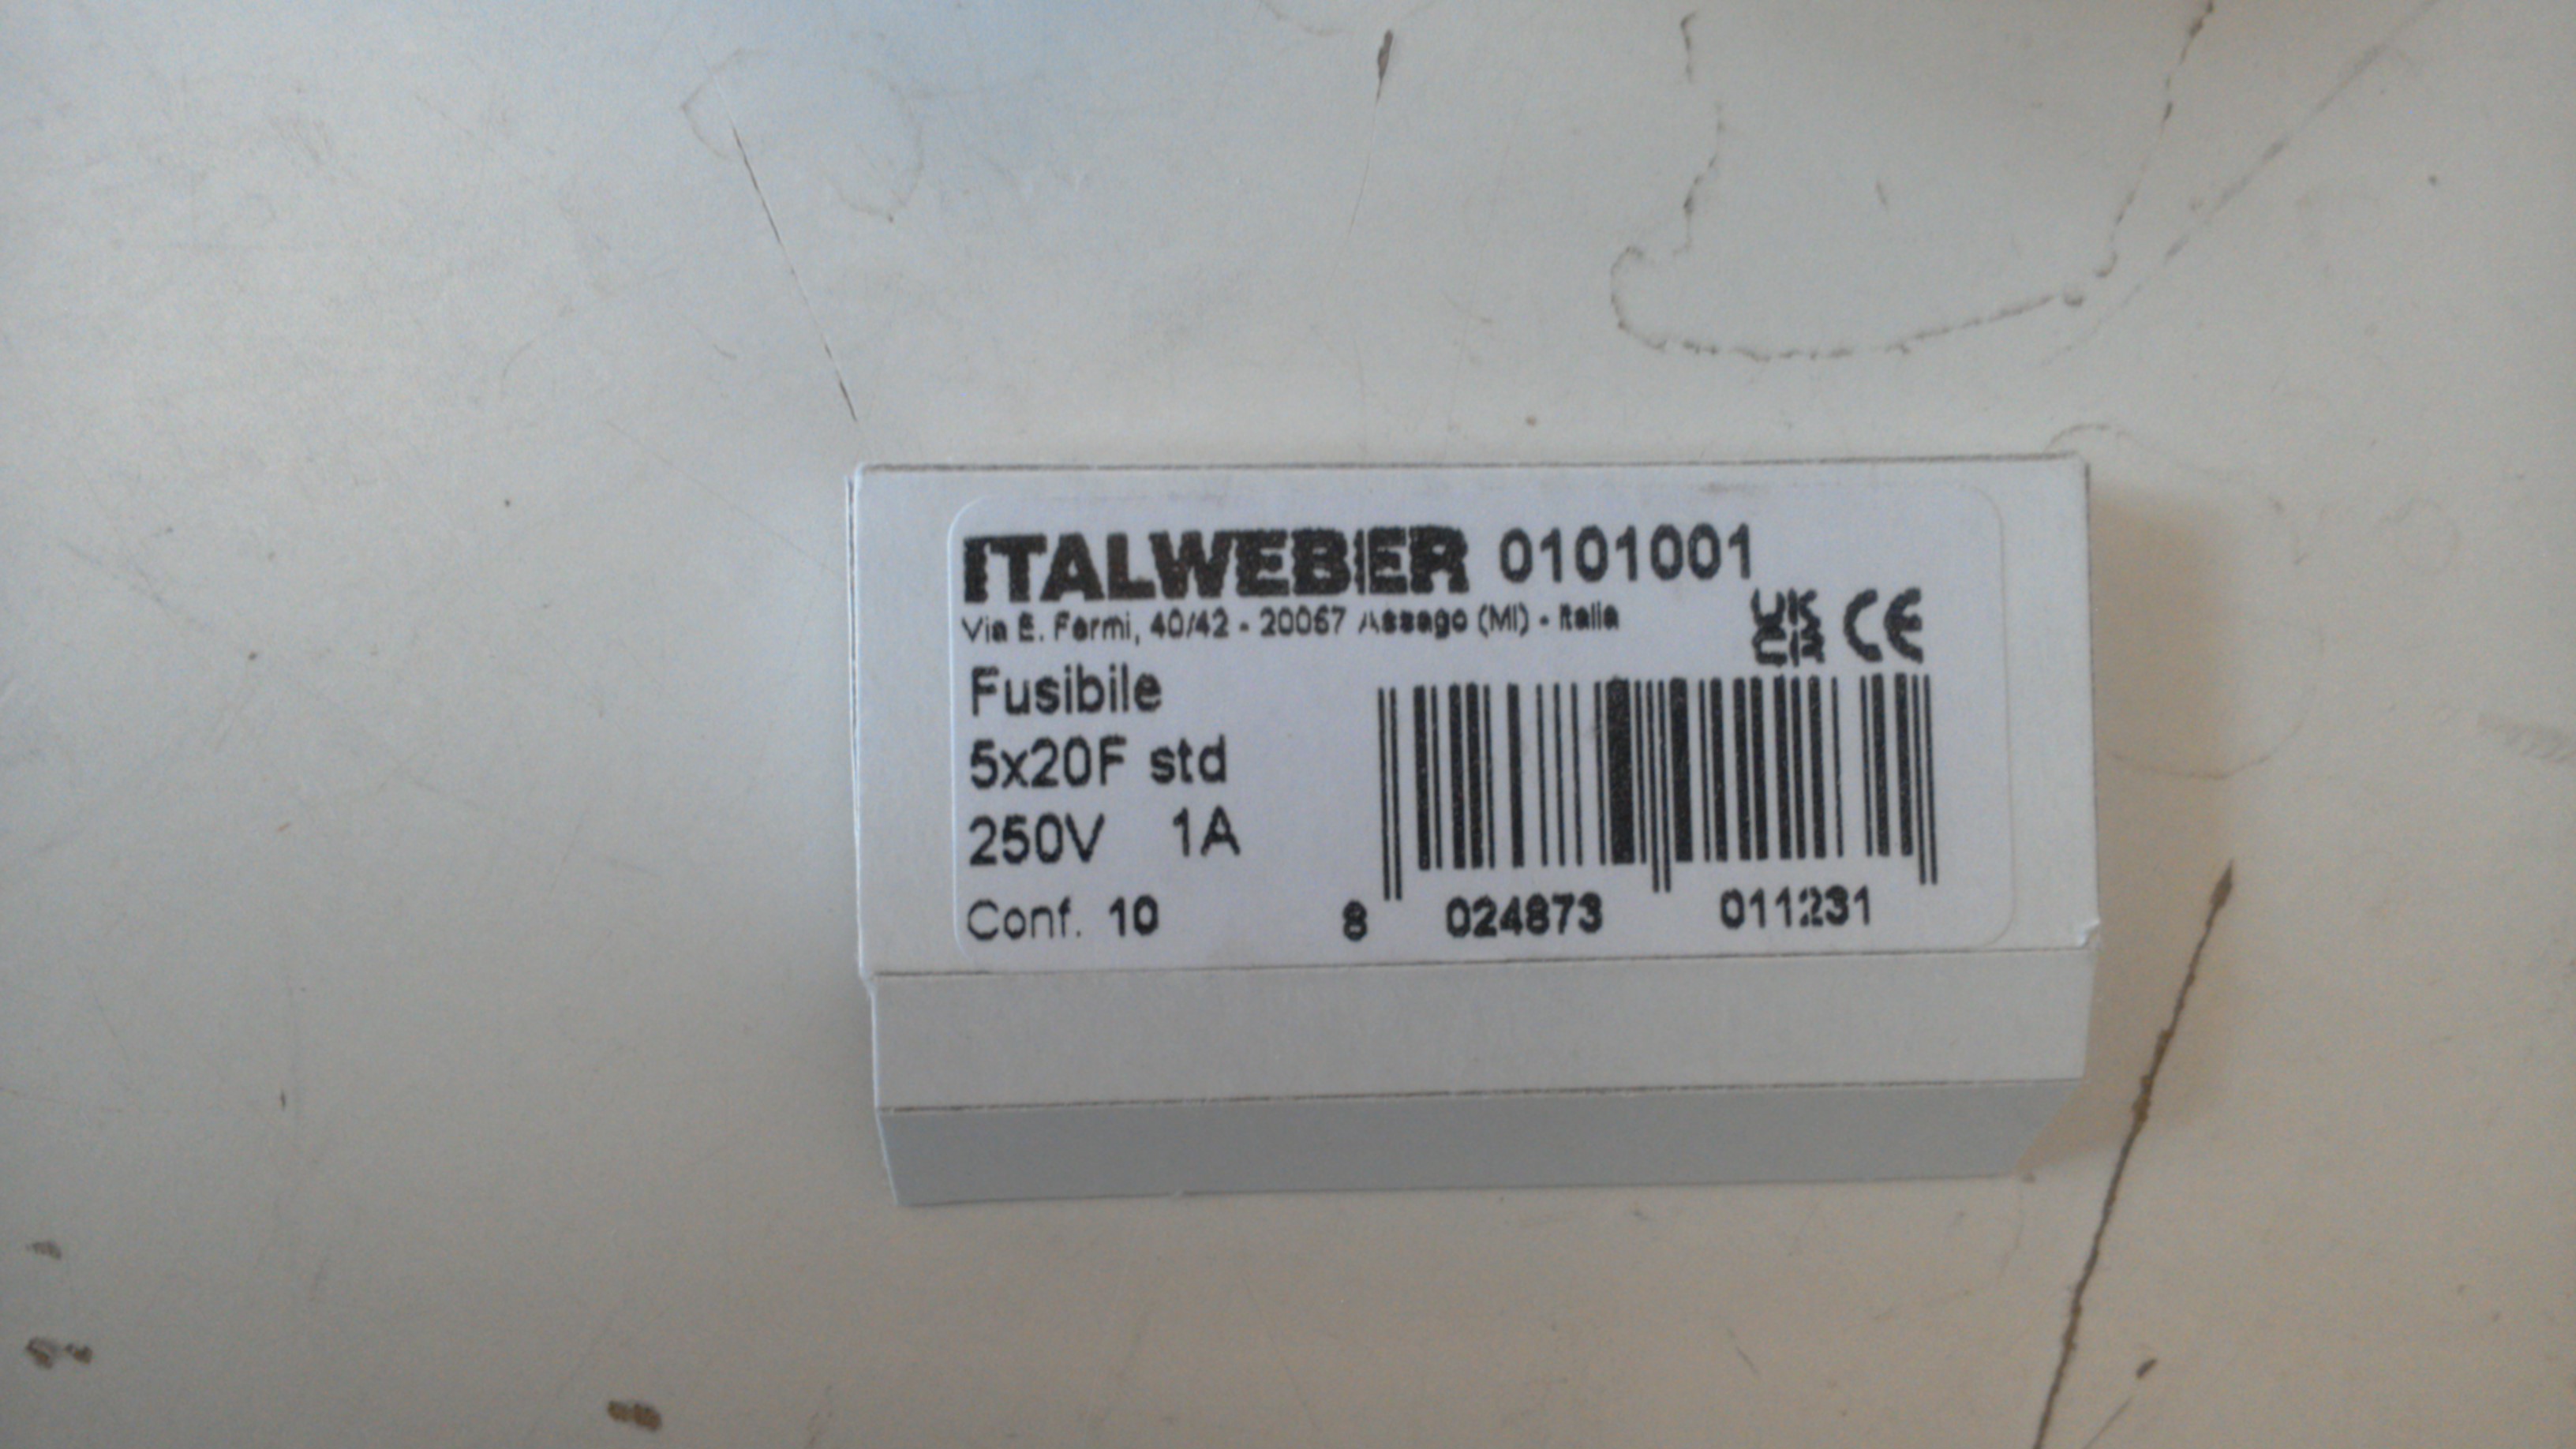 ITALWEBER 0101001
Via E. Fermi, 40/42 - 20067 Assago (MI) - Italia
UK CA CE
Fusibile
5x20F std
250V 1A
Conf. 10
8 024873 011231